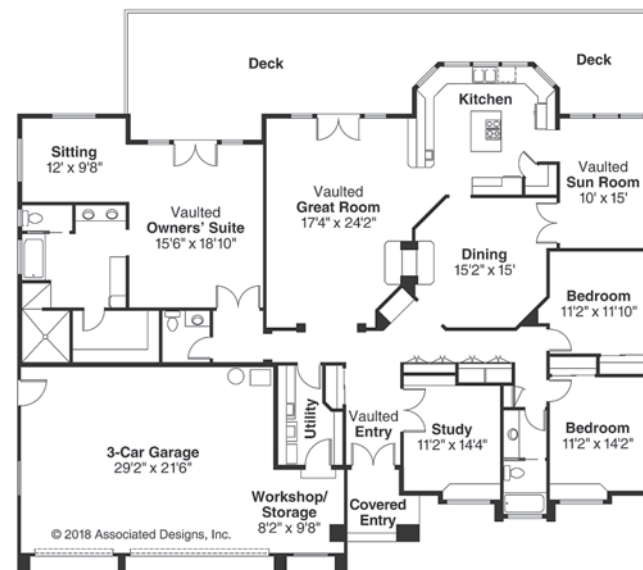 Deck
Deck
Kitchen
Sitting
12' x 9'8"
Vaulted
Owners' Suite
15'6" x 18'10"
Vaulted
Great Room
17'4" x 24'2"
Vaulted
Sun Room
10' x 15'
Dining
15'2" x 15'
Bedroom
11'2" x 11'10"
Utility
Vaulted
Entry
Study
11'2" x 14'4"
Bedroom
11'2" x 14'2"
3-Car Garage
29'2" x 21'6"
Workshop/
Storage
8'2" x 9'8"
Covered
Entry
© 2018 Associated Designs, Inc.